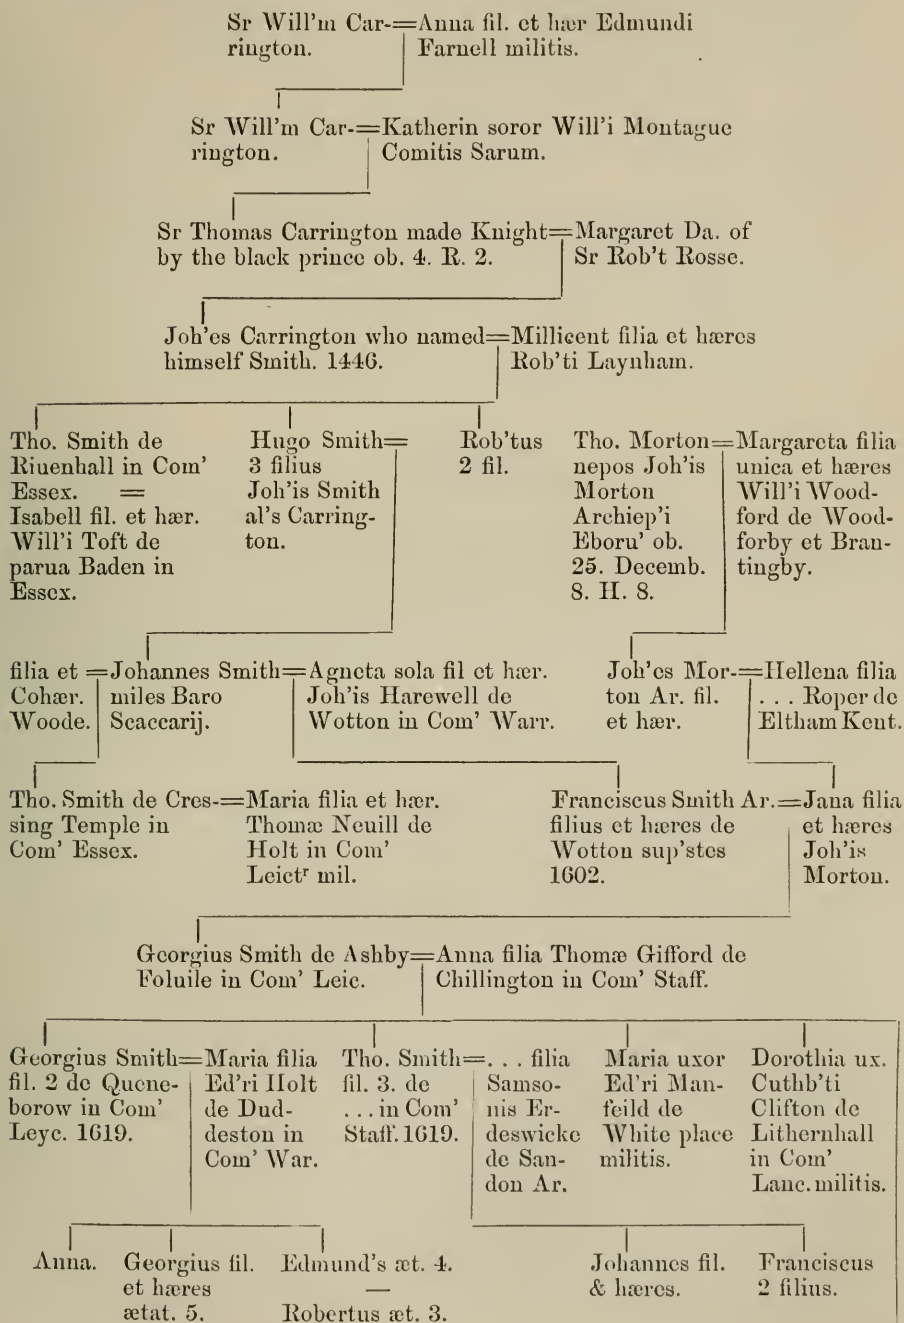 Sr Will'm Car-=Anna fil. et hær Edmundi
rington. Farnell militis.
Sr Will'm Car-=Katherin soror Will'i Montague
rington. Comitis Sarum.
Sr Thomas Carrington made Knight=Margaret Da. of
by the black prince ob. 4. R. 2. Sr Rob't Rosse.
Joh'es Carrington who named=Millicent filia et hæres
himself Smith. 1446. Rob'ti Laynham.
Tho. Smith de
Riuenhall in Com'
Essex. =
Isabell fil. et hær.
Will'i Toft de
parua Baden in
Essex.
Hugo Smith=
3 filius
Joh'is Smith
al's Carring-
ton.
Rob'tus
2 fil.
Tho. Morton=
nepos Joh'is
Morton
Archiep'i
Eboru' ob.
25. Decemb.
8. H. 8.
Margareta filia
unica et hæres
Will'i Wood-
ford de Wood-
forby et Bran-
tingby.
filia et =
Cohær.
Woode.
Johannes Smith=
miles Baro
Scaccarij.
Agneta sola fil et hær.
Joh'is Harewell de
Wotton in Com' Warr.
Joh'es Mor-=
ton Ar. fil.
et hær.
Hellena filia
. . . Roper de
Eltham Kent.
Tho. Smith de Cres-=
sing Temple in
Com' Essex.
Maria filia et hær.
Thomæ Neuill de
Holt in Com'
Leictr mil.
Franciscus Smith Ar.=
filius et hæres de
Wotton sup'stes
1602.
Jana filia
et hæres
Joh'is
Morton.
Georgius Smith de Ashby=Anna filia Thomæ Gifford de
Foluile in Com' Leic. Chillington in Com' Staff.
Georgius Smith=
fil. 2 de Quene-
borow in Com'
Leyc. 1619.
Maria filia
Ed'ri Holt
de Dud-
deston in
Com' War.
Tho. Smith=
fil. 3. de
. . . in Com'
Staff. 1619.
. . . filia
Samso-
nis Er-
deswicke
de San-
don Ar.
Maria uxor
Ed'ri Man-
feild de
White place
militis.
Dorothia ux.
Cuthb'ti
Clifton de
Lithernhall
in Com'
Lanc. militis.
Anna.
Georgius fil.
et hæres
ætat. 5.
Edmund's æt. 4.
—
Robertus æt. 3.
Johannes fil.
& hæres.
Franciscus
2 filius.